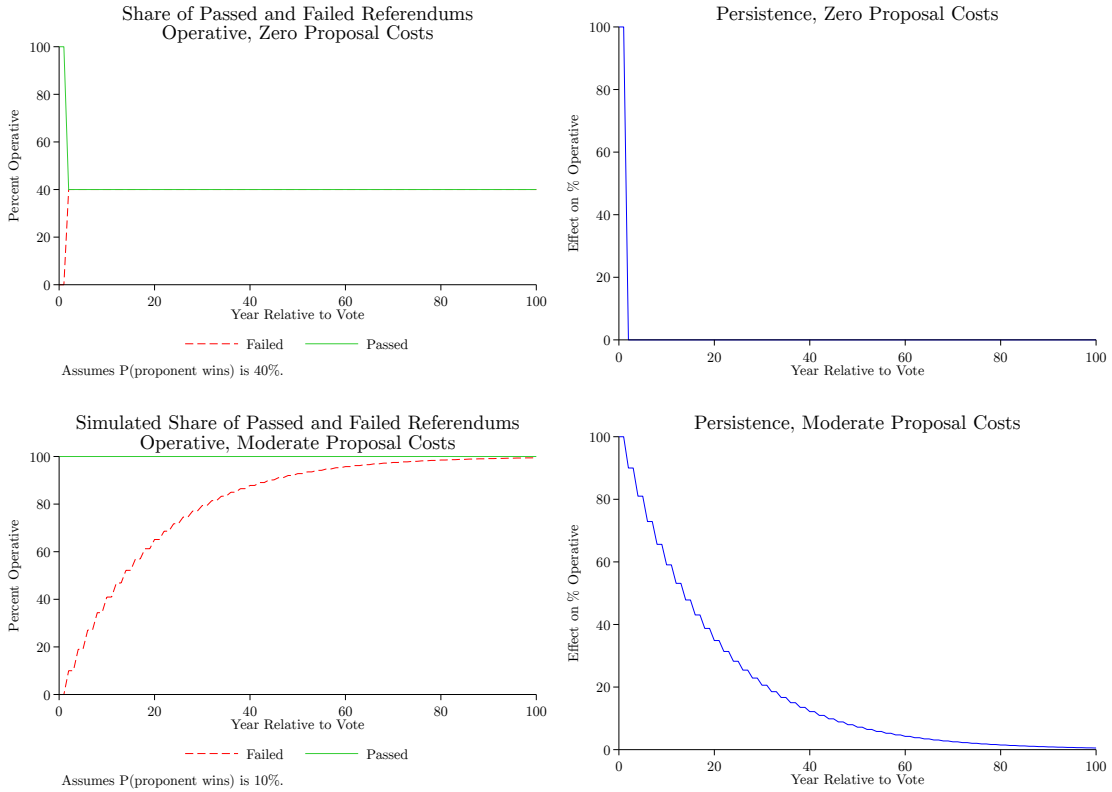 Share of Passed and Failed Referendums
Operative, Zero Proposal Costs
Percent Operative
100
80
60
40
20
0
0 20 40 60 80 100
Year Relative to Vote
Failed Passed
Assumes P(proponent wins) is 40%.
Persistence, Zero Proposal Costs
Effect on % Operative
100
80
60
40
20
0
0 20 40 60 80 100
Year Relative to Vote
Simulated Share of Passed and Failed Referendums
Operative, Moderate Proposal Costs
Percent Operative
100
80
60
40
20
0
0 20 40 60 80 100
Year Relative to Vote
Failed Passed
Assumes P(proponent wins) is 10%.
Persistence, Moderate Proposal Costs
Effect on % Operative
100
80
60
40
20
0
0 20 40 60 80 100
Year Relative to Vote